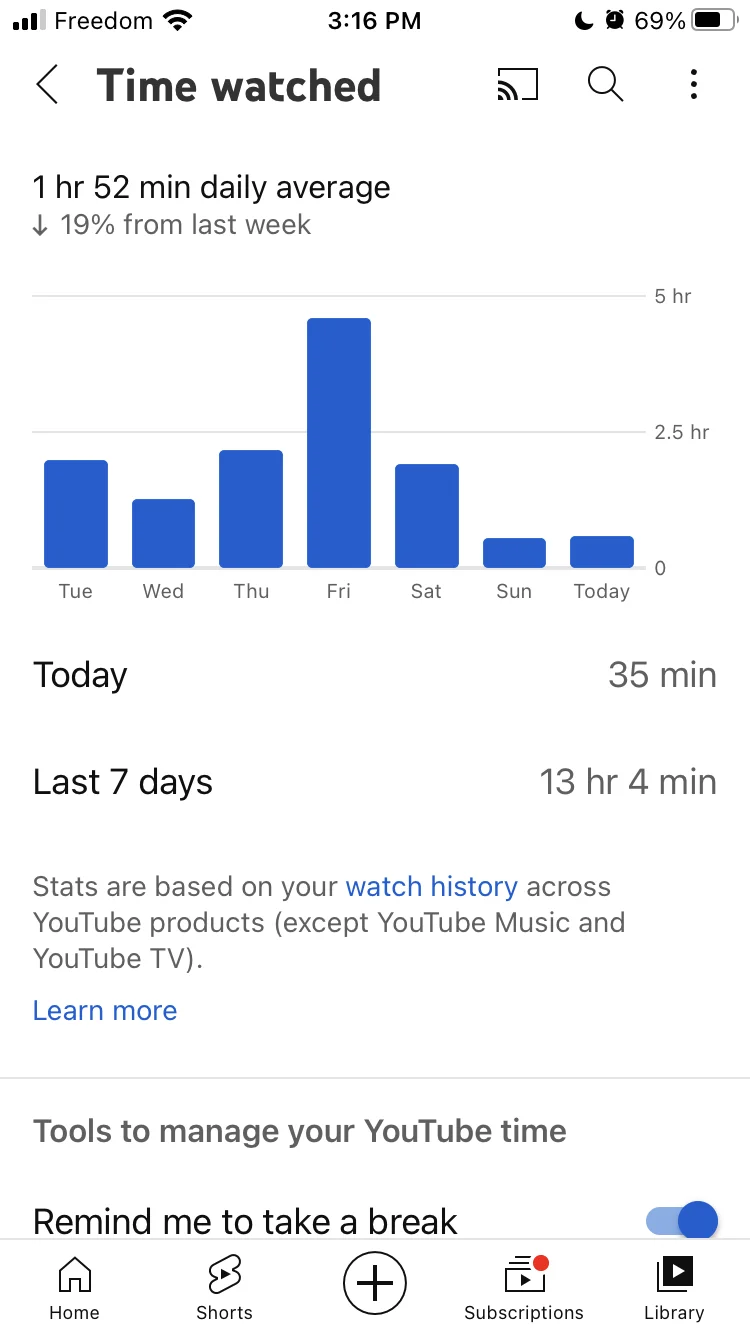 Freedom 3:16 PM 69%
Time watched
1 hr 52 min daily average
↓ 19% from last week
5 hr
2.5 hr
0
Tue Wed Thu Fri Sat Sun Today
Today 35 min
Last 7 days 13 hr 4 min
Stats are based on your watch history across
YouTube products (except YouTube Music and
YouTube TV).
Learn more
Tools to manage your YouTube time
Remind me to take a break
Home Shorts Subscriptions Library